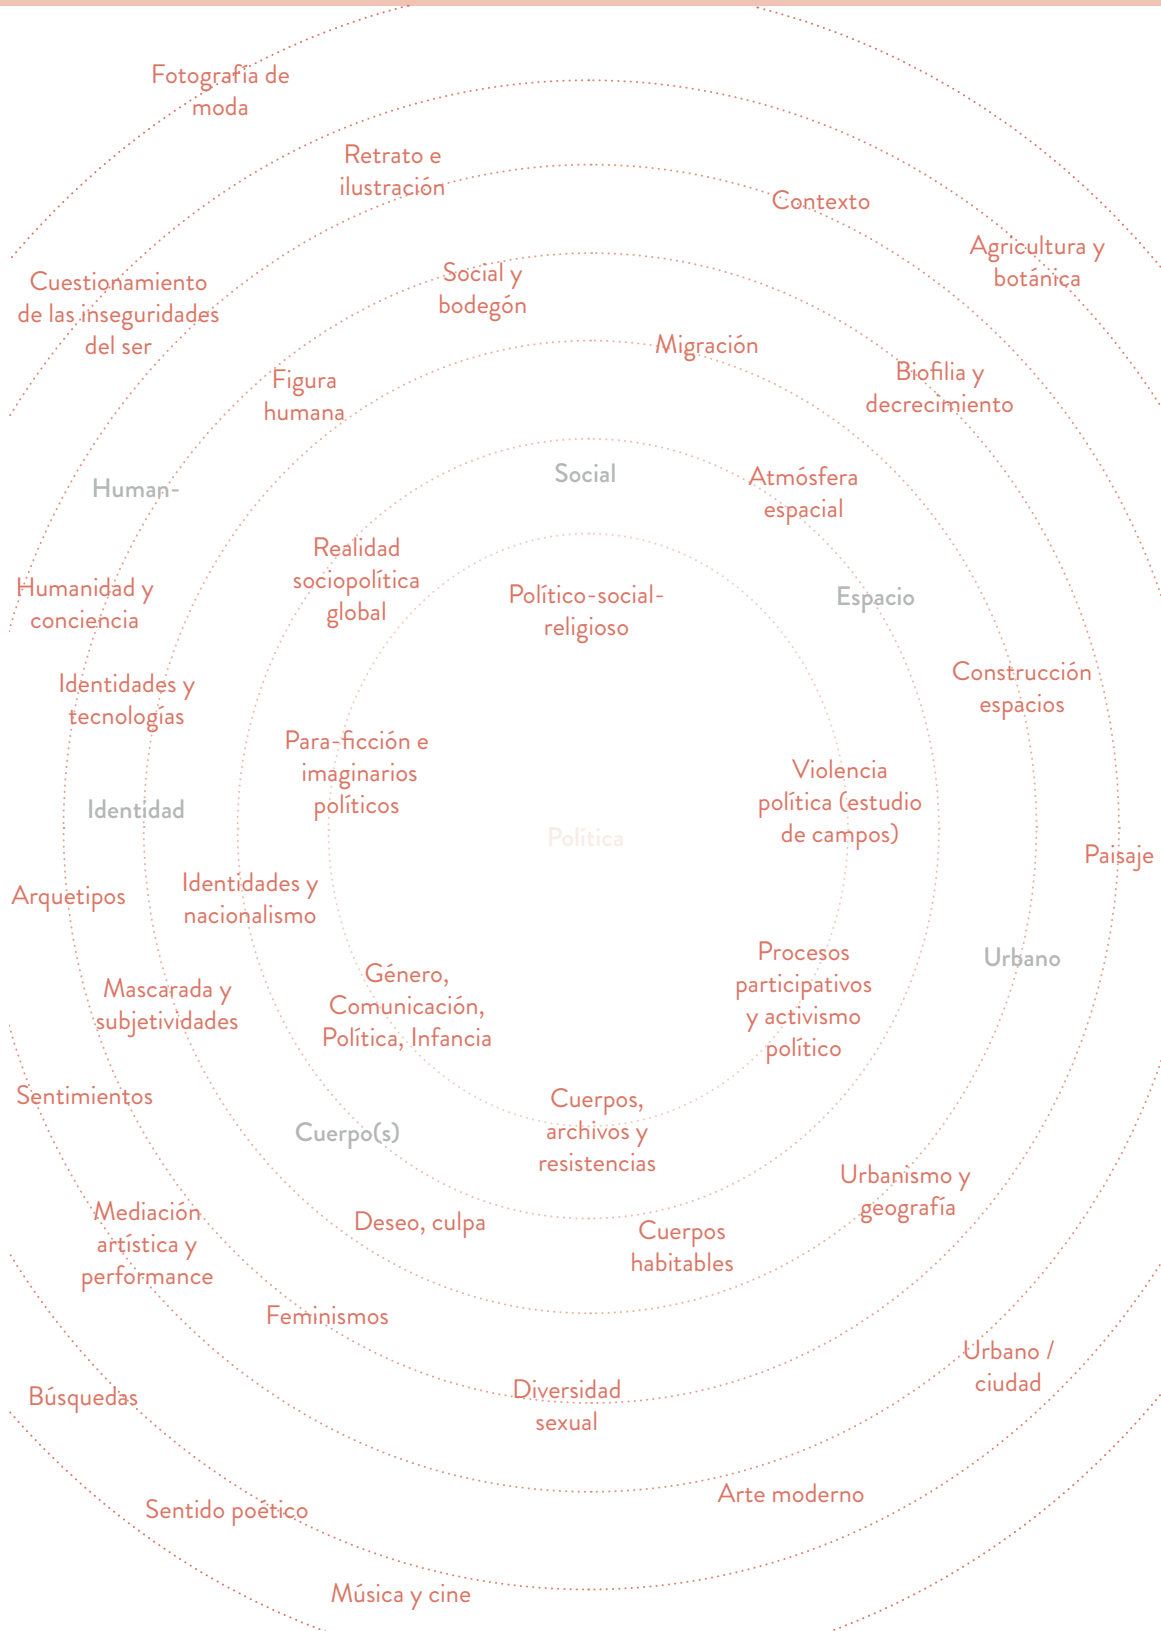 Fotografía de
moda
Retrato e
ilustración
Contexto
Agricultura y
botánica
Cuestionamiento
de las inseguridades
del ser
Social y
bodegón
Migración
Biofilia y
decrecimiento
Figura
humana
Human-
Social
Atmósfera
espacial
Realidad
sociopolítica
global
Humanidad y
conciencia
Político-social-
religioso
Espacio
Identidades y
tecnologías
Construcción
espacios
Para-ficción e
imaginarios
políticos
Violencia
política (estudio
de campos)
Identidad
Política
Paisaje
Arquetipos
Identidades y
nacionalismo
Procesos
participativos
y activismo
político
Urbano
Género,
Comunicación,
Política, Infancia
Mascarada y
subjetividades
Sentimientos
Cuerpos,
archivos y
resistencias
Cuerpo(s)
Urbanismo y
geografía
Mediación
artística y
performance
Deseo, culpa
Cuerpos
habitables
Feminismos
Urbano /
ciudad
Búsquedas
Diversidad
sexual
Arte moderno
Sentido poético
Música y cine